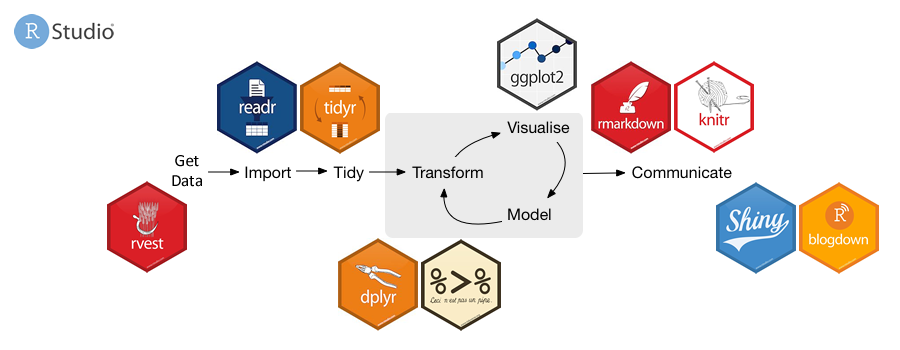 R Studio®
ggplot2
readr
tidyr
rmarkdown
knitr
Visualise
Get
Data
Import
Tidy
Transform
Communicate
Model
rvest
Shiny
R
blogdown
dplyr
%>%
Ceci n'est pas un pipe.